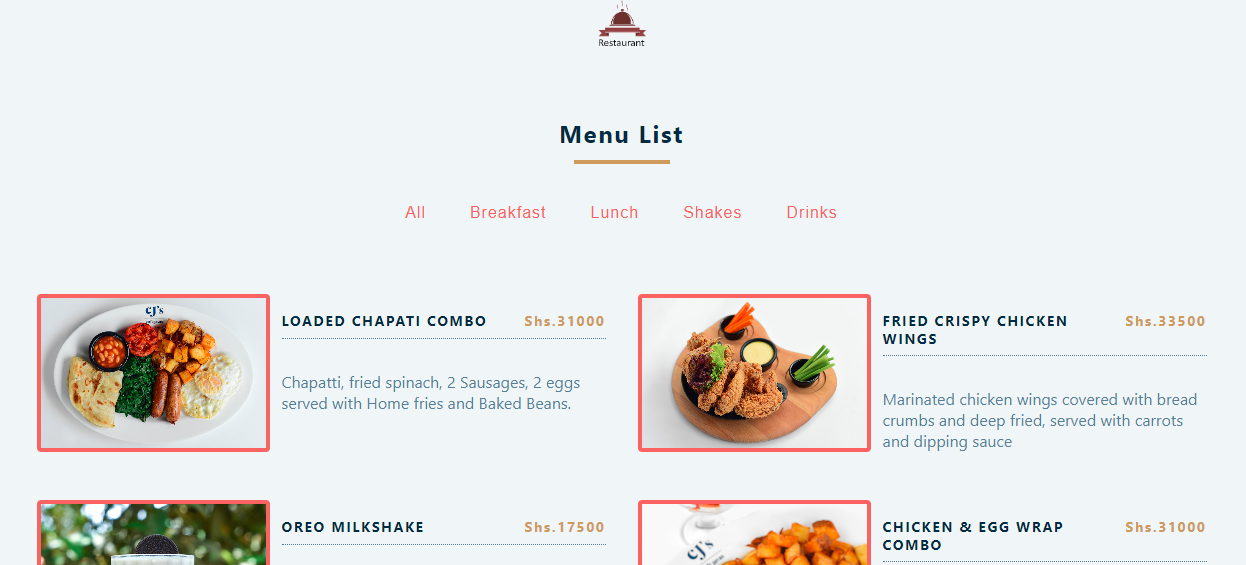 Restaurant
Menu List
All Breakfast Lunch Shakes Drinks
CJ's
LOADED CHAPATI COMBO Shs.31000
Chapatti, fried spinach, 2 Sausages, 2 eggs
served with Home fries and Baked Beans.
FRIED CRISPY CHICKEN Shs.33500
WINGS
Marinated chicken wings covered with bread
crumbs and deep fried, served with carrots
and dipping sauce
OREO MILKSHAKE Shs.17500
CJ's
CHICKEN & EGG WRAP Shs.31000
COMBO